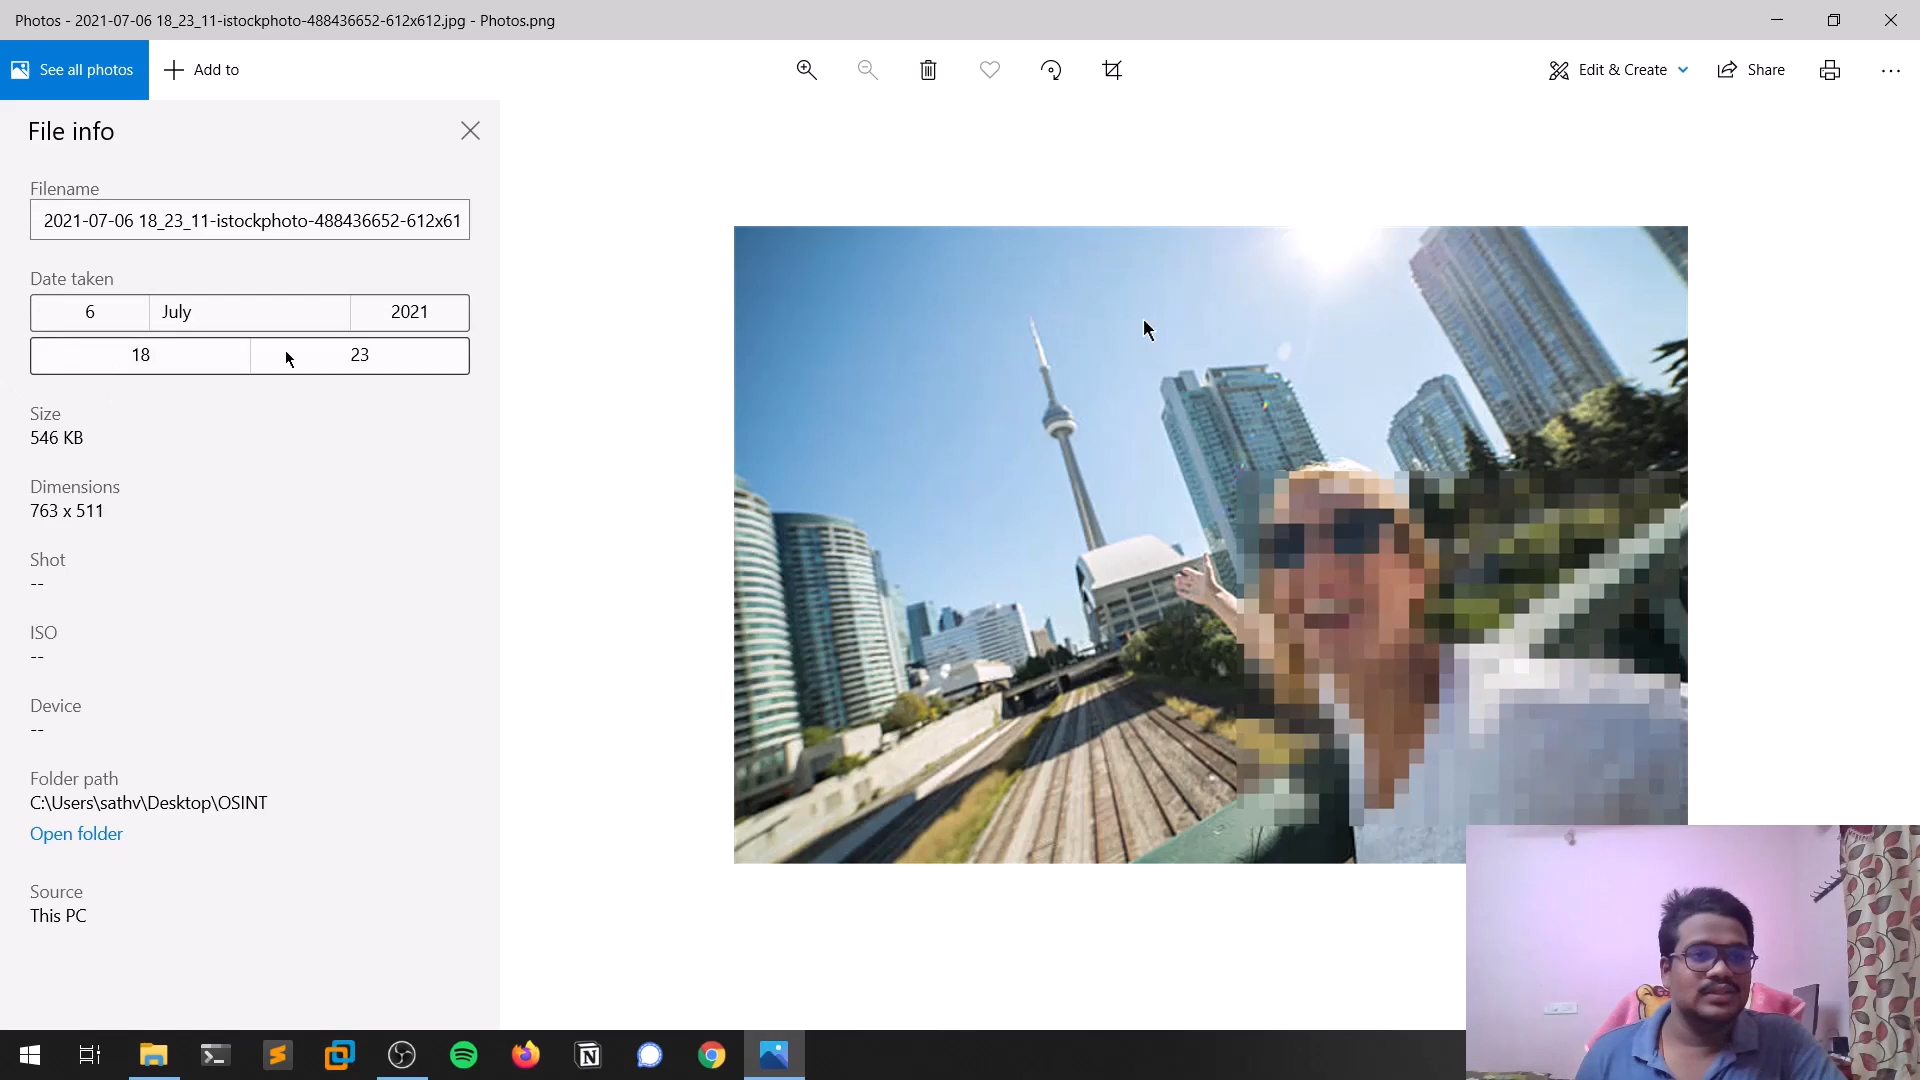 Photos - 2021-07-06 18_23_11-istockphoto-488436652-612x612.jpg - Photos.png
See all photos
Add to
Edit & Create
Share
File info
Filename
2021-07-06 18_23_11-istockphoto-488436652-612x61
Date taken
6 July 2021
18 23
Size
546 KB
Dimensions
763 x 511
Shot
--
ISO
--
Device
--
Folder path
C:\Users\sathv\Desktop\OSINT
Open folder
Source
This PC